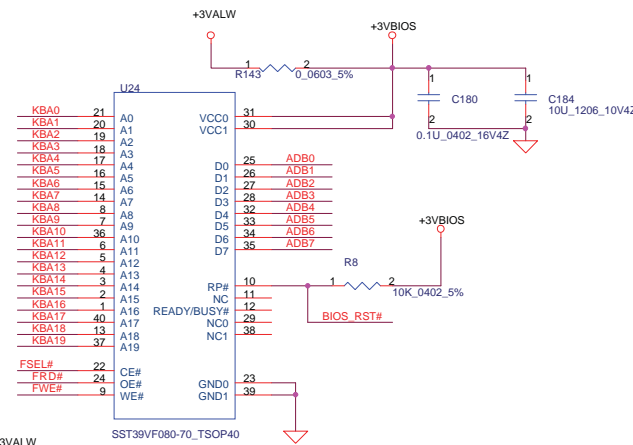 +3VALW
+3VBIOS
1 2
R143 0_0603_5%
U24
1 1
C180 C184
10U_1206_10V4Z
2 2
0.1U_0402_16V4Z
KBA0 21 A0 VCC0 31
KBA1 20 A1 VCC1 30
KBA2 19 A2
KBA3 18 A3
KBA4 17 A4 D0 25 ADB0
KBA5 16 A5 D1 26 ADB1
KBA6 15 A6 D2 27 ADB2
KBA7 14 A7 D3 28 ADB3
KBA8 8 A8 D4 32 ADB4
KBA9 7 A9 D5 33 ADB5
KBA10 36 A10 D6 34 ADB6
KBA11 6 A11 D7 35 ADB7
KBA12 5 A12
KBA13 4 A13
KBA14 3 A14 RP# 10
KBA15 2 A15 NC 11
KBA16 1 A16 READY/BUSY# 12
KBA17 40 A17 NC0 29
KBA18 13 A18 NC1 38
KBA19 37 A19
+3VBIOS
R8
1 2
10K_0402_5%
BIOS_RST#
FSEL# 22 CE# GND0 23
FRD# 24 OE# GND1 39
FWE# 9 WE#
SST39VF080-70_TSOP40
3VALW